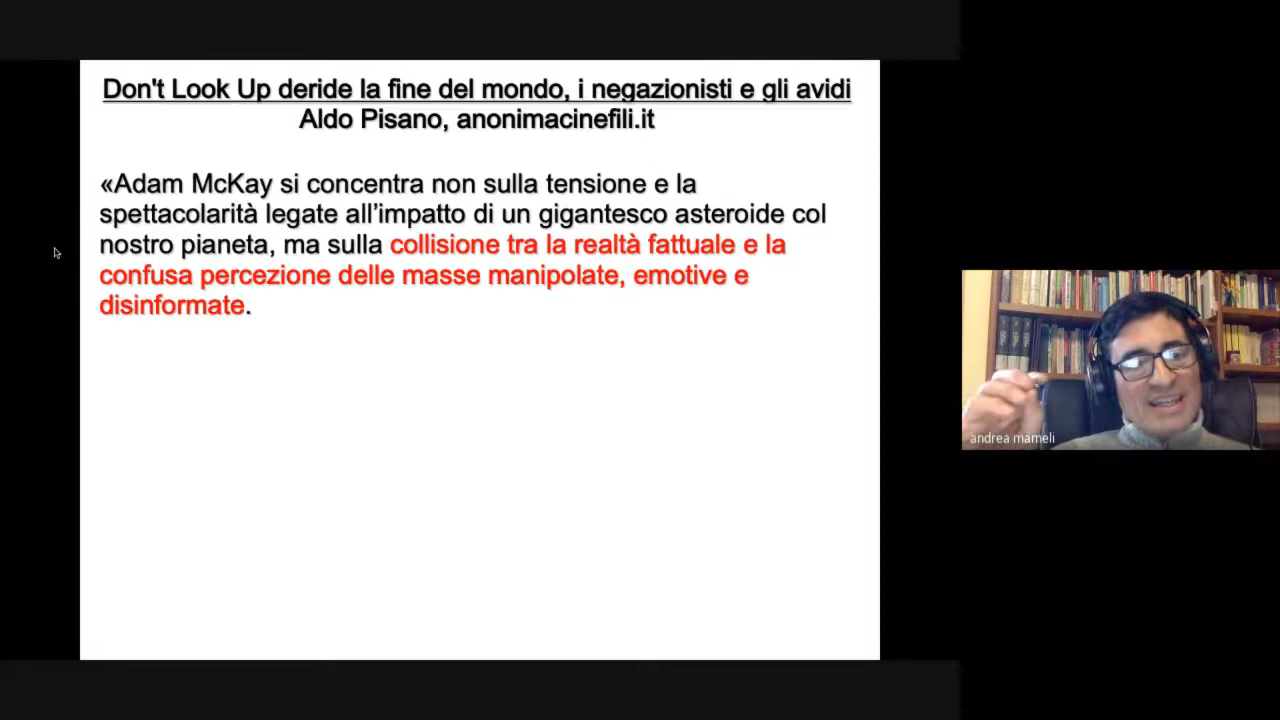 Don't Look Up deride la fine del mondo, i negazionisti e gli avidi
Aldo Pisano, anonimacinefili.it
«Adam McKay si concentra non sulla tensione e la
spettacolarità legate all’impatto di un gigantesco asteroide col
nostro pianeta, ma sulla collisione tra la realtà fattuale e la
confusa percezione delle masse manipolate, emotive e
disinformate.
andrea mameli